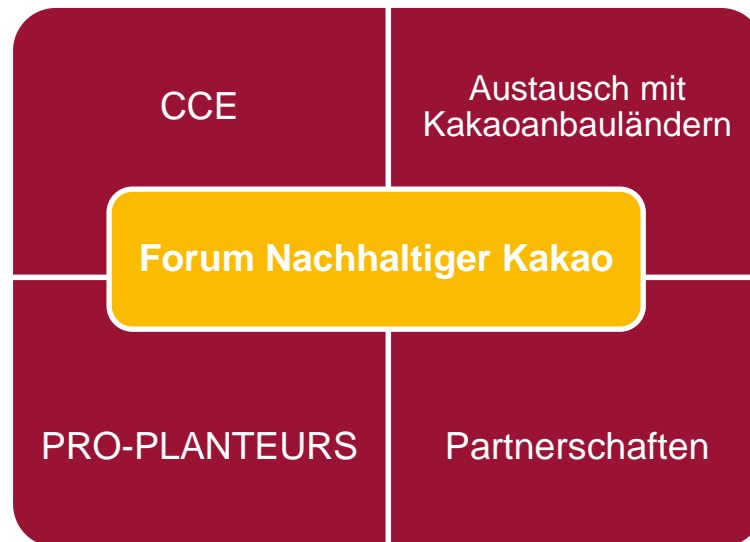 CCE
Austausch mit
Kakaoanbauländern
Forum Nachhaltiger Kakao
PRO-PLANTEURS
Partnerschaften